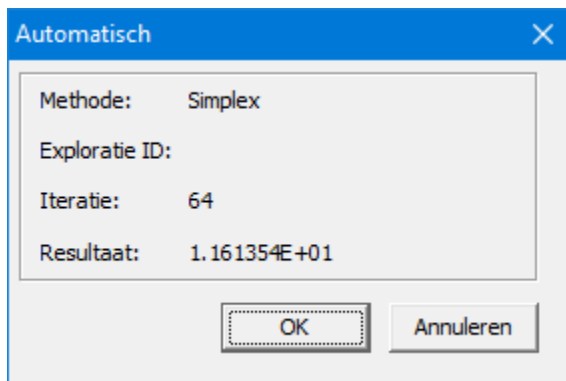 Automatisch
Methode: Simplex
Exploratie ID:
Iteratie: 64
Resultaat: 1.161354E+01
OK Annuleren